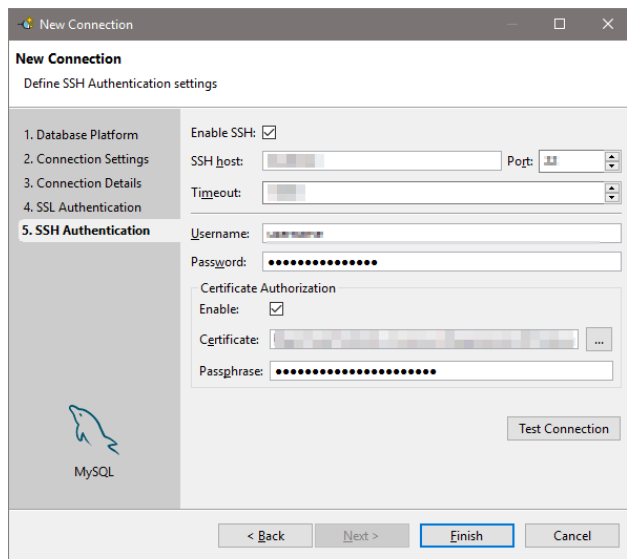 New Connection
New Connection
Define SSH Authentication settings
1. Database Platform
2. Connection Settings
3. Connection Details
4. SSL Authentication
5. SSH Authentication
MySQL
Enable SSH:
SSH host:
Port:
Timeout:
Username:
Password:
●●●●●●●●●●●●●●●
Certificate Authorization
Enable:
Certificate:
...
Passphrase:
●●●●●●●●●●●●●●●●●●●●●●
Test Connection
< Back
Next >
Finish
Cancel